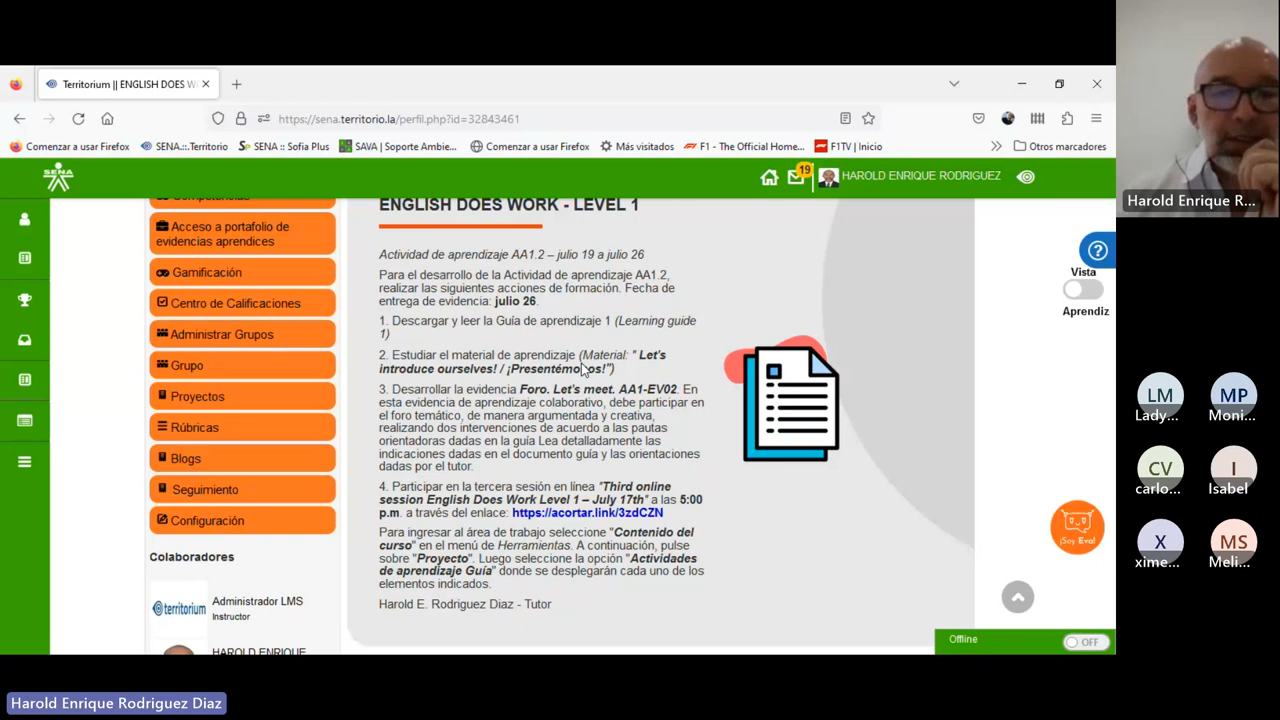 Territorium || ENGLISH DOES W
https://sena.territorio.la/perfil.php?id=32843461
Comenzar a usar Firefox
SENA.::.Territorio
SENA :: Sofia Plus
SAVA | Soporte Ambie...
Comenzar a usar Firefox
Más visitados
F1 - The Official Home...
F1TV | Inicio
Otros marcadores
SENA
19
HAROLD ENRIQUE RODRIGUEZ
Acceso a portafolio de
evidencias aprendices
Gamificación
Centro de Calificaciones
Administrar Grupos
Grupo
Proyectos
Rúbricas
Blogs
Seguimiento
Configuración
Colaboradores
territorium
Administrador LMS
Instructor
HAROLD ENRIQUE
ENGLISH DOES WORK - LEVEL 1
Actividad de aprendizaje AA1.2 – julio 19 a julio 26
Para el desarrollo de la Actividad de aprendizaje AA1.2,
realizar las siguientes acciones de formación. Fecha de
entrega de evidencia: julio 26.
1. Descargar y leer la Guía de aprendizaje 1 (Learning guide
1)
2. Estudiar el material de aprendizaje (Material: " Let's
introduce ourselves! / ¡Presentémonos!")
3. Desarrollar la evidencia Foro. Let's meet. AA1-EV02. En
esta evidencia de aprendizaje colaborativo, debe participar en
el foro temático, de manera argumentada y creativa,
realizando dos intervenciones de acuerdo a las pautas
orientadoras dadas en la guía Lea detalladamente las
indicaciones dadas en el documento guía y las orientaciones
dadas por el tutor.
4. Participar en la tercera sesión en línea "Third online
session English Does Work Level 1 – July 17th" a las 5:00
p.m. a través del enlace: https://acortar.link/3zdCZN
Para ingresar al área de trabajo seleccione "Contenido del
curso" en el menú de Herramientas. A continuación, pulse
sobre "Proyecto". Luego seleccione la opción "Actividades
de aprendizaje Guía" donde se desplegarán cada uno de los
elementos indicados.
Harold E. Rodriguez Diaz - Tutor
Vista
Aprendiz
¡Soy Eva!
Offline
OFF
Harold Enrique R...
LM
Lady...
MP
Moni...
CV
carlo...
I
Isabel
X
xime...
MS
Meli...
Harold Enrique Rodriguez Diaz